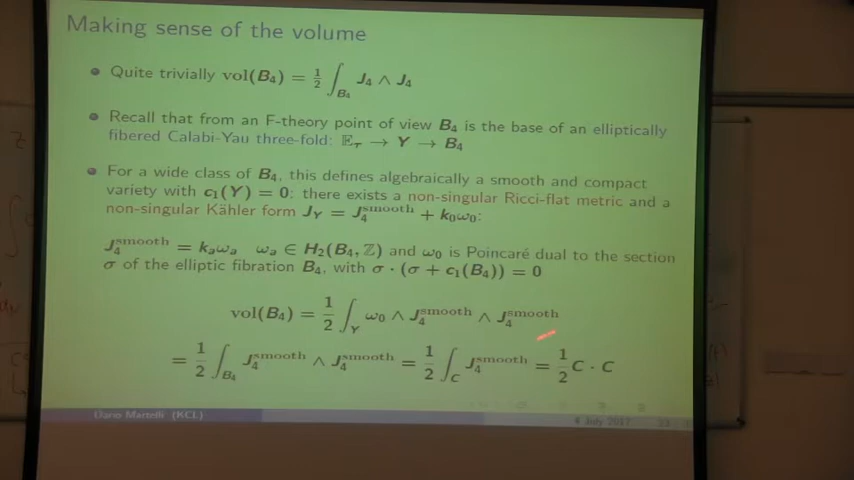 Making sense of the volume
• Quite trivially vol(B₄) = ½ ∫_{B₄} J₄ ∧ J₄
• Recall that from an F-theory point of view B₄ is the base of an elliptically
fibered Calabi-Yau three-fold: 𝔼_τ → Y → B₄
• For a wide class of B₄, this defines algebraically a smooth and compact
variety with c₁(Y) = 0: there exists a non-singular Ricci-flat metric and a
non-singular Kähler form J_Y = J₄^smooth + k₀ω₀:
J₄^smooth = kₐωₐ ωₐ ∈ H₂(B₄, ℤ) and ω₀ is Poincaré dual to the section
σ of the elliptic fibration B₄, with σ · (σ + c₁(B₄)) = 0
vol(B₄) = ½ ∫_Y ω₀ ∧ J₄^smooth ∧ J₄^smooth
= ½ ∫_{B₄} J₄^smooth ∧ J₄^smooth = ½ ∫_C J₄^smooth = ½ C · C
Dario Martelli (KCL)
4 July 2017